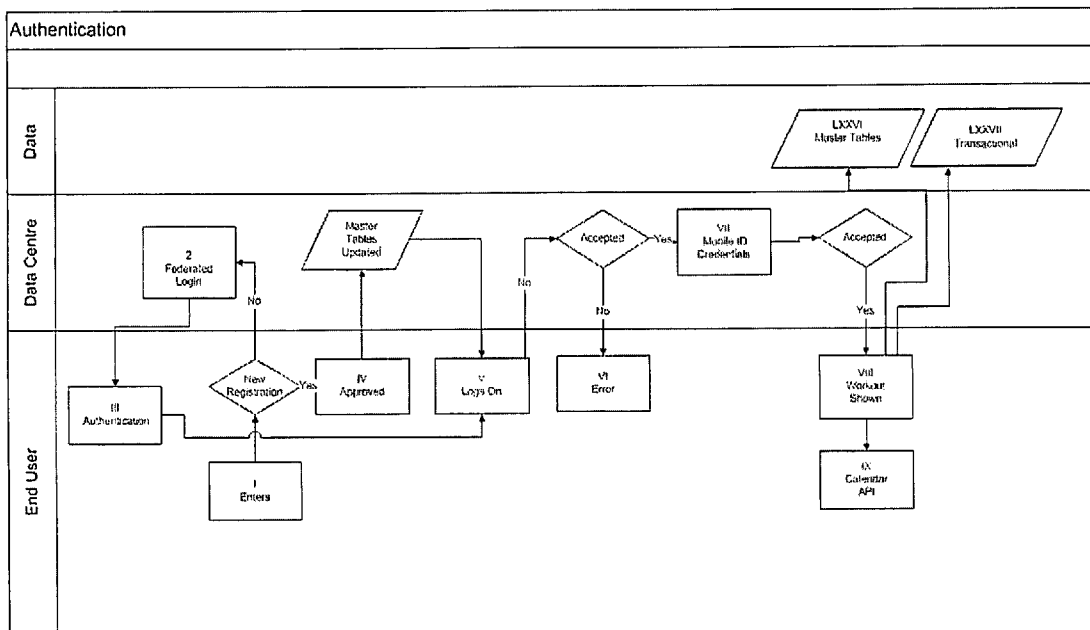 Authentication
Data
LXXVI
Master Tables
LXXVII
Transactional
Data Centre
2
Federated
Login
No
Master
Tables
Updated
No
Accepted
Yes
VII
Mobile ID
Credentials
Accepted
No
Yes
End User
III
Authentication
New
Registration
Yes
IV
Approved
V
Logs On
VI
Error
VIII
Workout
Shown
I
Enters
IX
Calendar
API